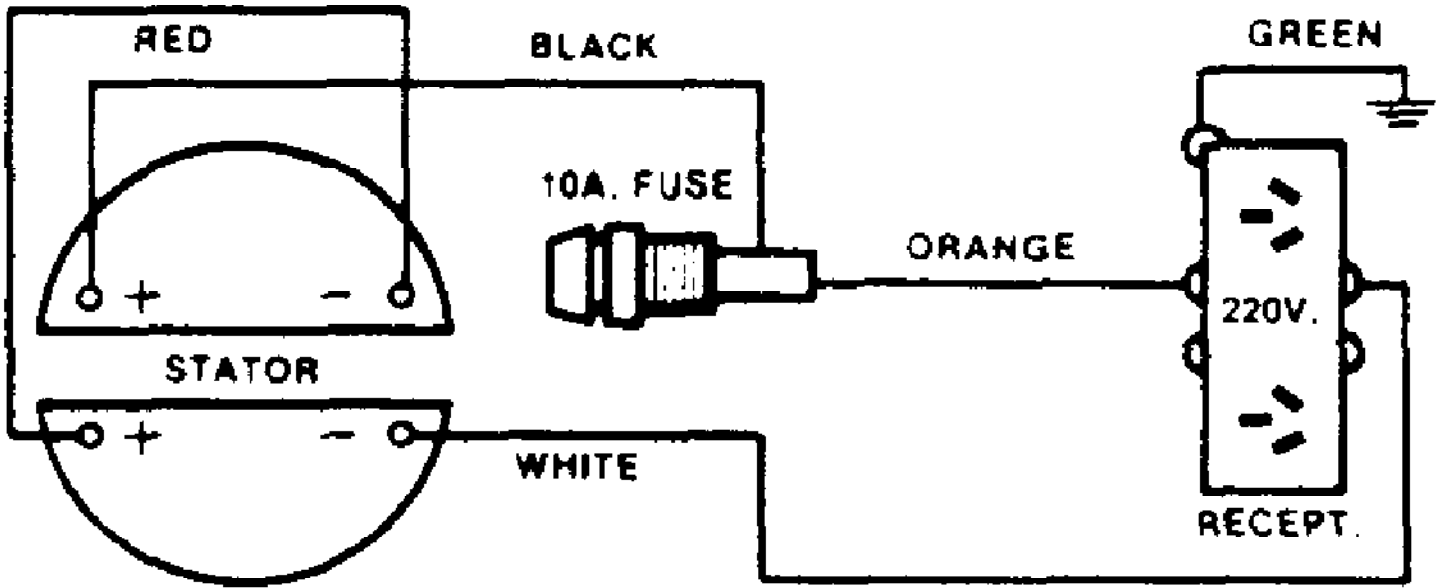 RED
BLACK
GREEN
10A. FUSE
ORANGE
+ −
220V.
STATOR
+ −
WHITE
RECEPT.